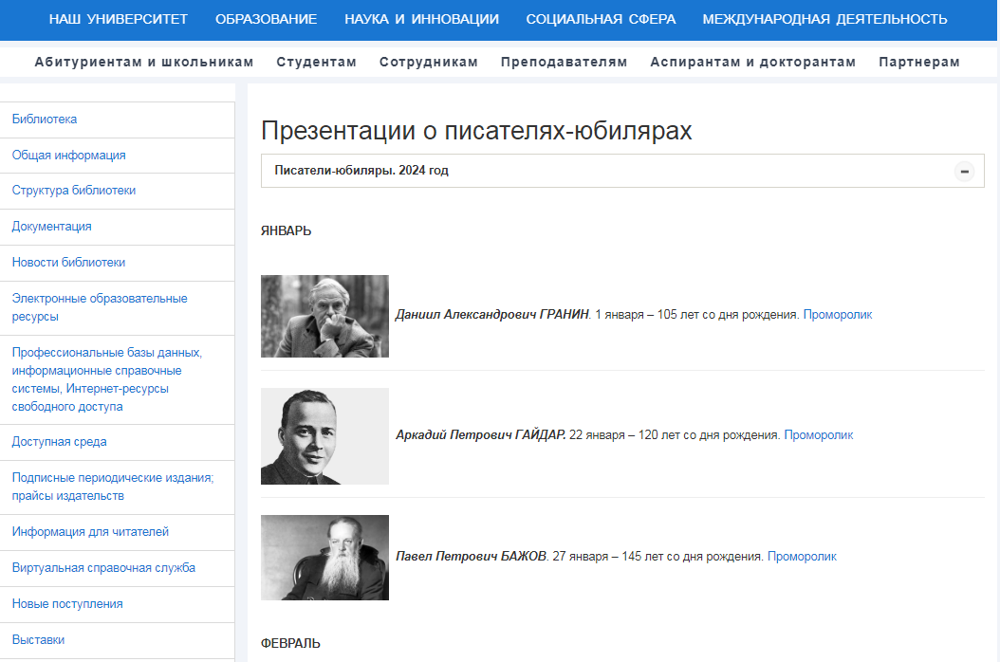 НАШ УНИВЕРСИТЕТ ОБРАЗОВАНИЕ НАУКА И ИННОВАЦИИ СОЦИАЛЬНАЯ СФЕРА МЕЖДУНАРОДНАЯ ДЕЯТЕЛЬНОСТЬ
Абитуриентам и школьникам Студентам Сотрудникам Преподавателям Аспирантам и докторантам Партнерам
Библиотека
Общая информация
Структура библиотеки
Документация
Новости библиотеки
Электронные образовательные
ресурсы
Профессиональные базы данных,
информационные справочные
системы, Интернет-ресурсы
свободного доступа
Доступная среда
Подписные периодические издания;
прайсы издательств
Информация для читателей
Виртуальная справочная служба
Новые поступления
Выставки
Презентации о писателях-юбилярах
Писатели-юбиляры. 2024 год
ЯНВАРЬ
Даниил Александрович ГРАНИН. 1 января – 105 лет со дня рождения. Проморолик
Аркадий Петрович ГАЙДАР. 22 января – 120 лет со дня рождения. Проморолик
Павел Петрович БАЖОВ. 27 января – 145 лет со дня рождения. Проморолик
ФЕВРАЛЬ